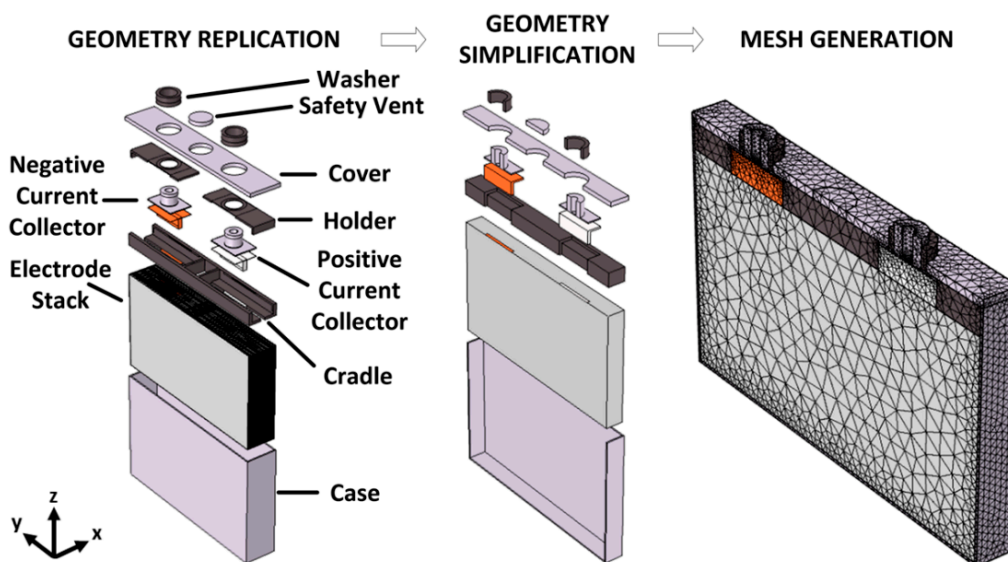 GEOMETRY REPLICATION
GEOMETRY
SIMPLIFICATION
MESH GENERATION
Washer
Safety Vent
Negative
Current
Collector
Cover
Holder
Electrode
Stack
Positive
Current
Collector
Cradle
Case
z
y
x